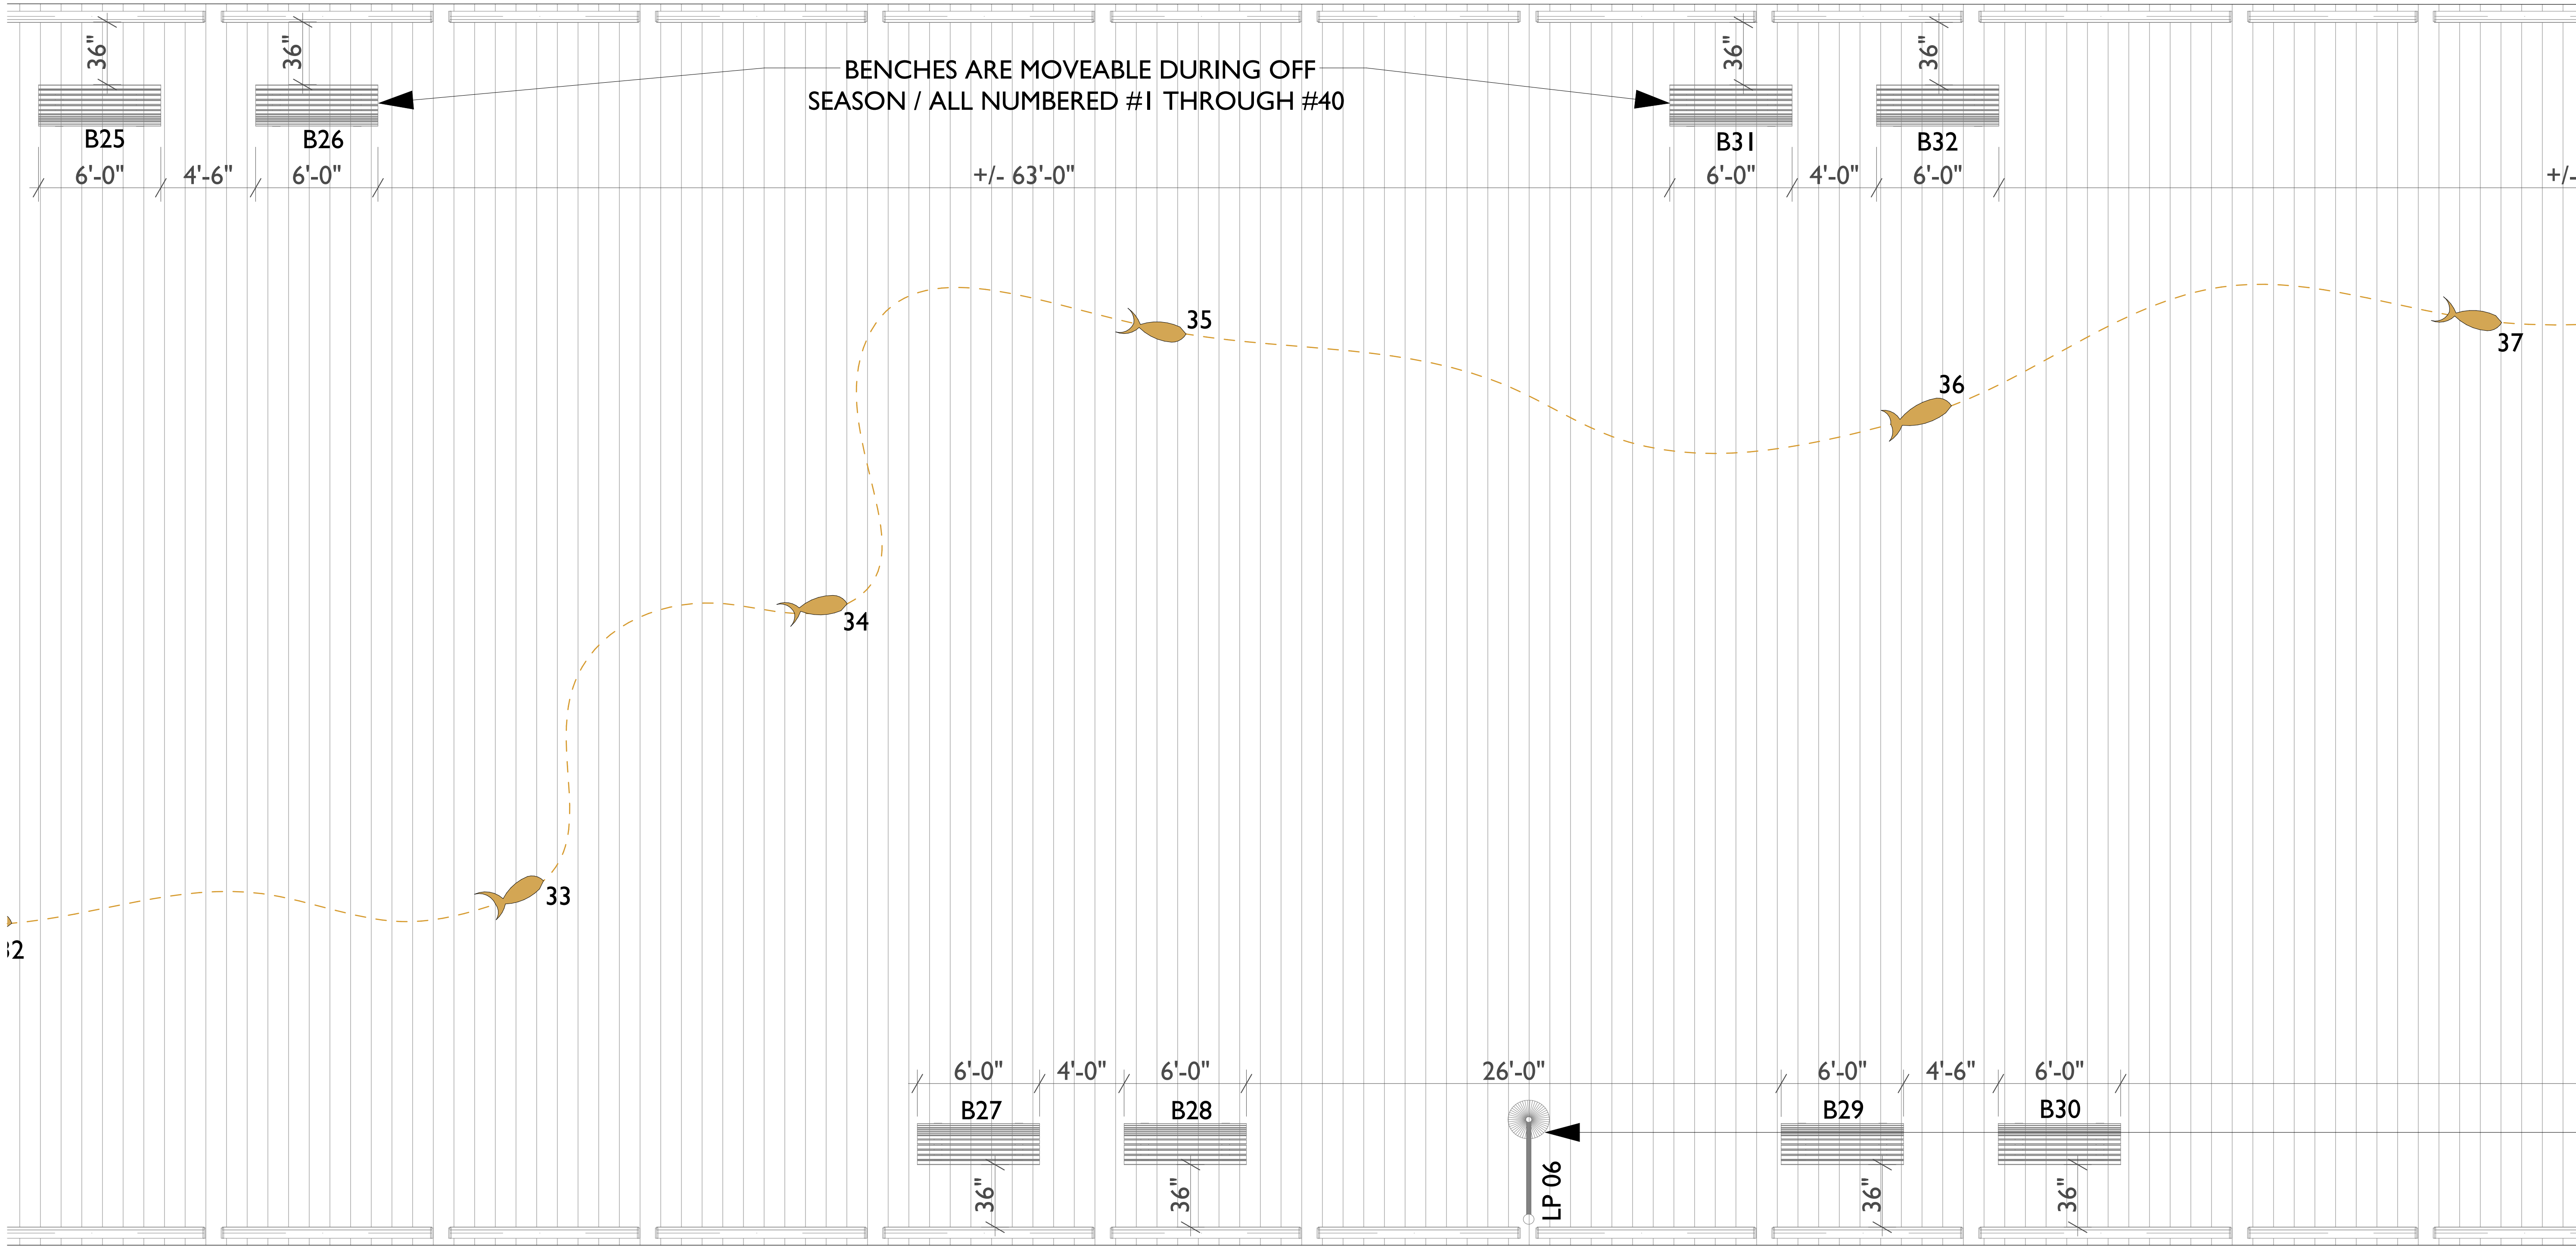 36"
36"
BENCHES ARE MOVEABLE DURING OFF
SEASON / ALL NUMBERED #1 THROUGH #40
36"
36"
B25
B26
B31
B32
6'-0"
4'-6"
6'-0"
+/- 63'-0"
6'-0"
4'-0"
6'-0"
+/-
35
37
36
34
33
32
6'-0"
4'-0"
6'-0"
26'-0"
6'-0"
4'-6"
6'-0"
B27
B28
B29
B30
36"
36"
LP 06
36"
36"